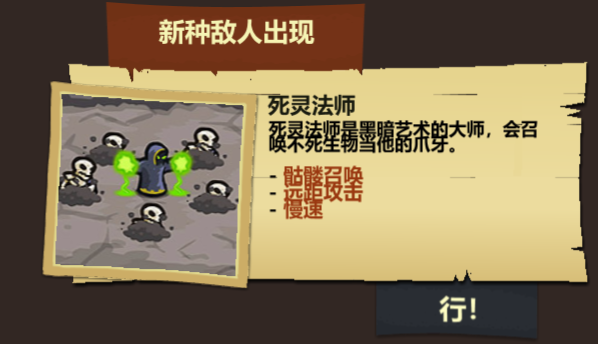 新种敌人出现
死灵法师
死灵法师是黑暗艺术的大师，会召
唤不死生物当他的爪牙。
- 骷髅召唤
- 远距攻击
- 慢速
行!